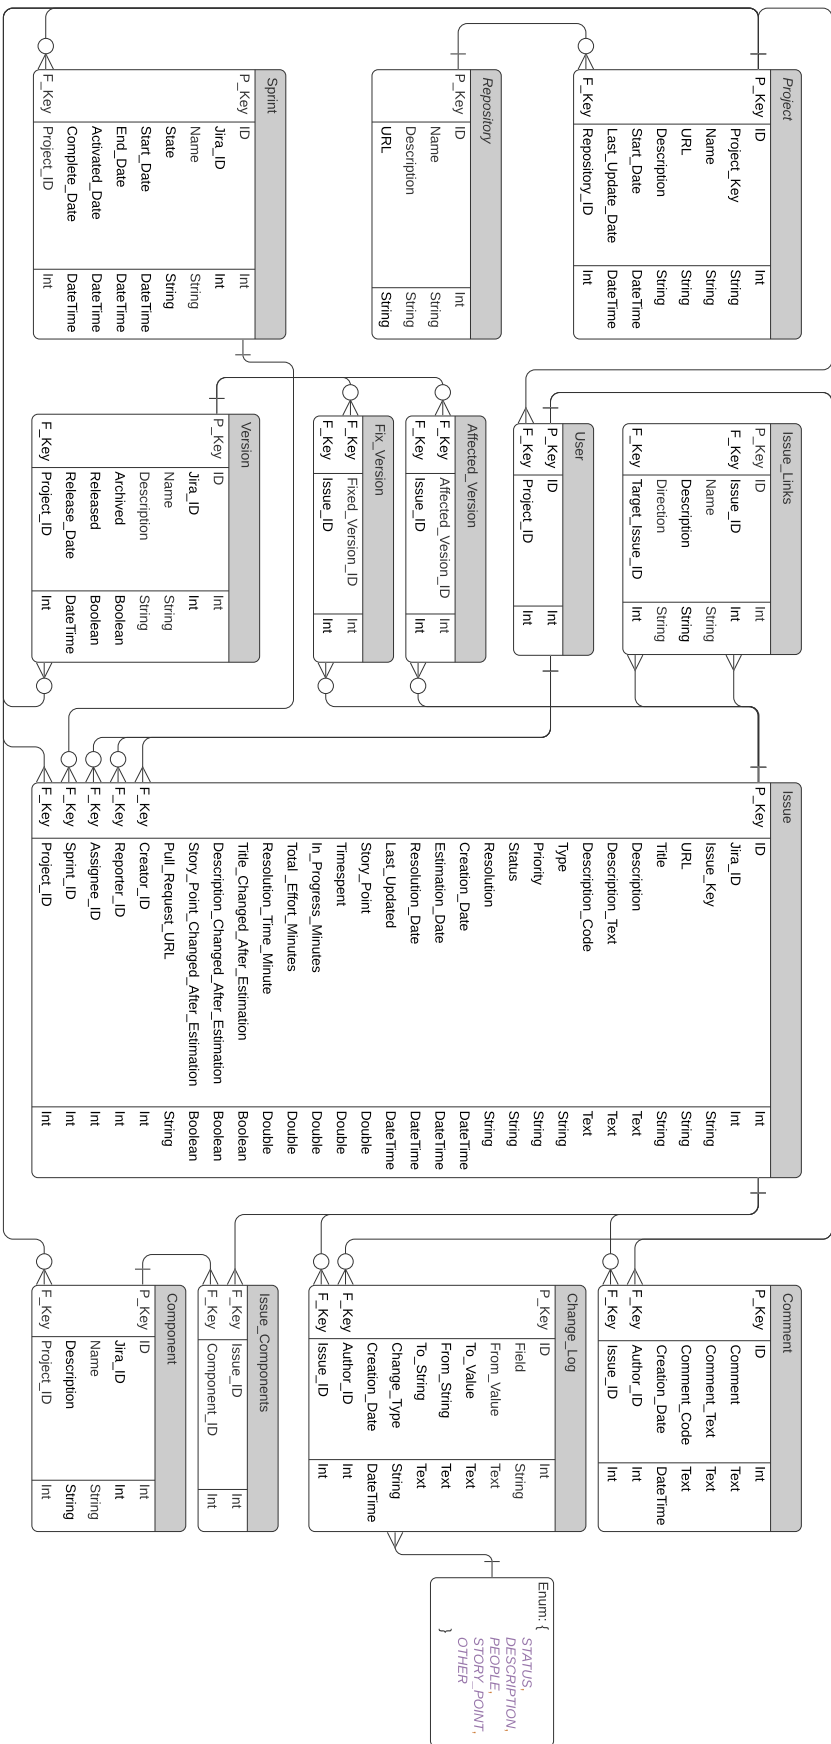 Project
P_Key ID Int
Project_Key String
Name String
URL String
Description String
Start_Date DateTime
Last_Update_Date DateTime
F_Key Repository_ID Int
Repository
P_Key ID Int
Name String
Description String
URL String
Sprint
P_Key ID Int
Jira_ID Int
Name String
State String
Start_Date DateTime
End_Date DateTime
Activated_Date DateTime
Complete_Date DateTime
F_Key Project_ID Int
Issue_Links
P_Key ID Int
F_Key Issue_ID Int
Name String
Description String
Direction String
F_Key Target_Issue_ID Int
User
P_Key ID Int
F_Key Project_ID Int
Affected_Version
F_Key Affected_Vesion_ID Int
F_Key Issue_ID Int
Fix_Version
F_Key Fixed_Version_ID Int
F_Key Issue_ID Int
Version
P_Key ID Int
Jira_ID Int
Name String
Description String
Archived Boolean
Released Boolean
Release_Date DateTime
F_Key Project_ID Int
Issue
P_Key ID Int
Jira_ID Int
Issue_Key String
URL String
Title String
Description Text
Description_Text Text
Description_Code Text
Type String
Priority String
Status String
Resolution String
Creation_Date DateTime
Estimation_Date DateTime
Resolution_Date DateTime
Last_Updated DateTime
Story_Point Double
Timespent Double
In_Progress_Minutes Double
Total _Effort_Minutes Double
Resolution_Time_Minute Double
Title_Changed_After_Estimation Boolean
Description_Changed_After_Estimation Boolean
Story_Point_Changed_After_Estimation Boolean
Pull_Request_URL String
F_Key Creator_ID Int
F_Key Reporter_ID Int
F_Key Assignee_ID Int
F_Key Sprint_ID Int
F_Key Project_ID Int
Comment
P_Key ID Int
Comment Text
Comment_Text Text
Comment_Code Text
Creation_Date DateTime
F_Key Author_ID Int
F_Key Issue_ID Int
Change_Log
P_Key ID Int
Field String
From_Value Text
To_Value Text
From_String Text
To_String Text
Change_Type String
Creation_Date DateTime
F_Key Author_ID Int
F_Key Issue_ID Int
Issue_Components
F_Key Issue_ID Int
F_Key Component_ID Int
Component
P_Key ID Int
Jira_ID Int
Name String
Description String
F_Key Project_ID Int
Enum: {
STATUS,
DESCRIPTION,
PEOPLE,
STORY_POINT,
OTHER
}